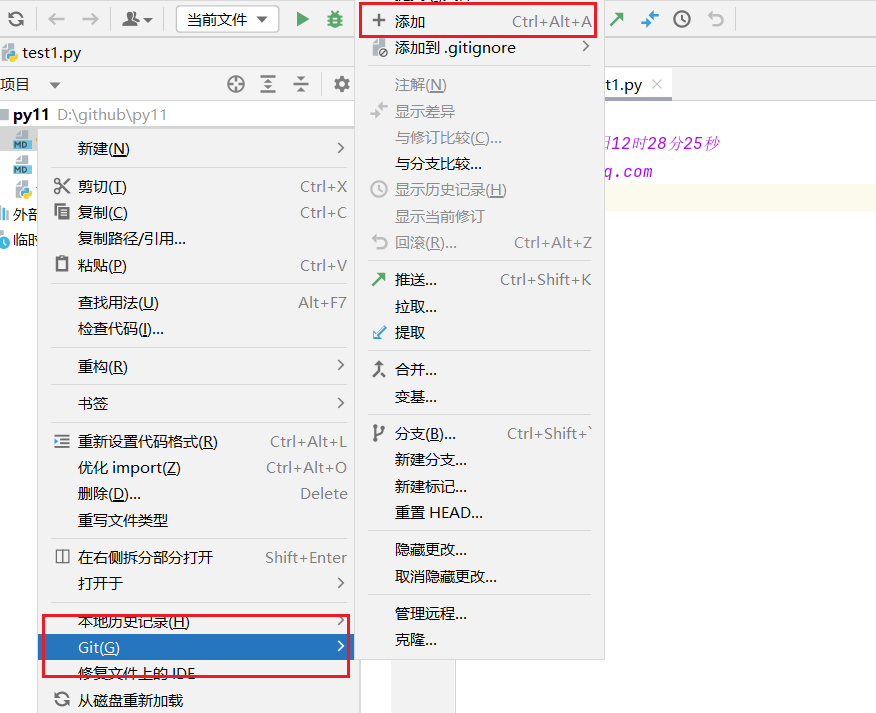 当前文件
test1.py
项目
py11 D:\github\py11
MD
MD
外部
临时
新建(N)
剪切(T) Ctrl+X
复制(C) Ctrl+C
复制路径/引用...
粘贴(P) Ctrl+V
查找用法(U) Alt+F7
检查代码(I)...
重构(R)
书签
重新设置代码格式(R) Ctrl+Alt+L
优化 import(Z) Ctrl+Alt+O
删除(D)... Delete
重写文件类型
在右侧拆分部分打开 Shift+Enter
打开于
本地历史记录(H)
Git(G)
修复文件上的 IDE
从磁盘重新加载
添加 Ctrl+Alt+A
添加到 .gitignore
注解(N)
显示差异
与修订比较(C)...
与分支比较...
显示历史记录(H)
显示当前修订
回滚(R)... Ctrl+Alt+Z
推送... Ctrl+Shift+K
拉取...
提取
合并...
变基...
分支(B)... Ctrl+Shift+`
新建分支...
新建标记...
重置 HEAD...
隐藏更改...
取消隐藏更改...
管理远程...
克隆...
t1.py
12时28分25秒
q.com